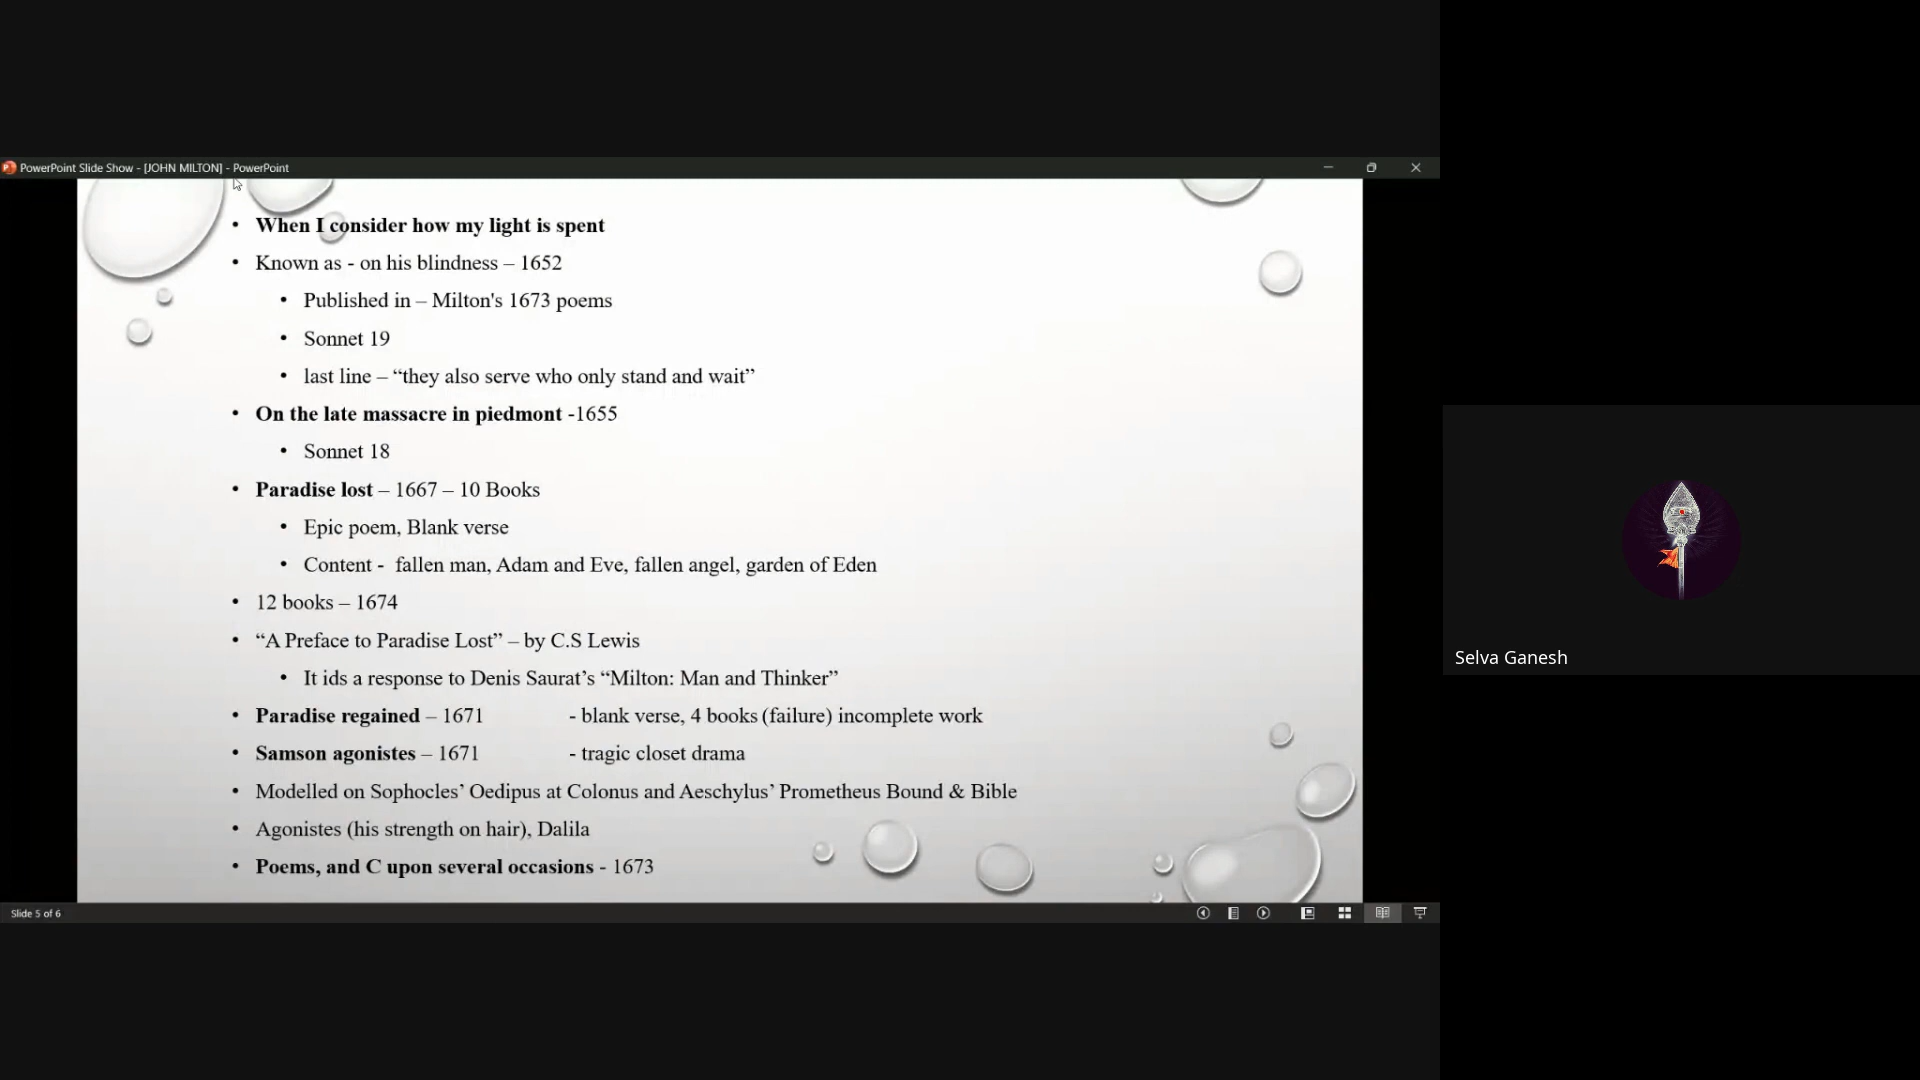 PowerPoint Slide Show - [JOHN MILTON] - PowerPoint
• When I consider how my light is spent
• Known as - on his blindness – 1652
• Published in – Milton's 1673 poems
• Sonnet 19
• last line – “they also serve who only stand and wait”
• On the late massacre in piedmont -1655
• Sonnet 18
• Paradise lost – 1667 – 10 Books
• Epic poem, Blank verse
• Content - fallen man, Adam and Eve, fallen angel, garden of Eden
• 12 books – 1674
• “A Preface to Paradise Lost” – by C.S Lewis
• It ids a response to Denis Saurat’s “Milton: Man and Thinker”
• Paradise regained – 1671 - blank verse, 4 books (failure) incomplete work
• Samson agonistes – 1671 - tragic closet drama
• Modelled on Sophocles’ Oedipus at Colonus and Aeschylus’ Prometheus Bound & Bible
• Agonistes (his strength on hair), Dalila
• Poems, and C upon several occasions - 1673
Slide 5 of 6
Selva Ganesh